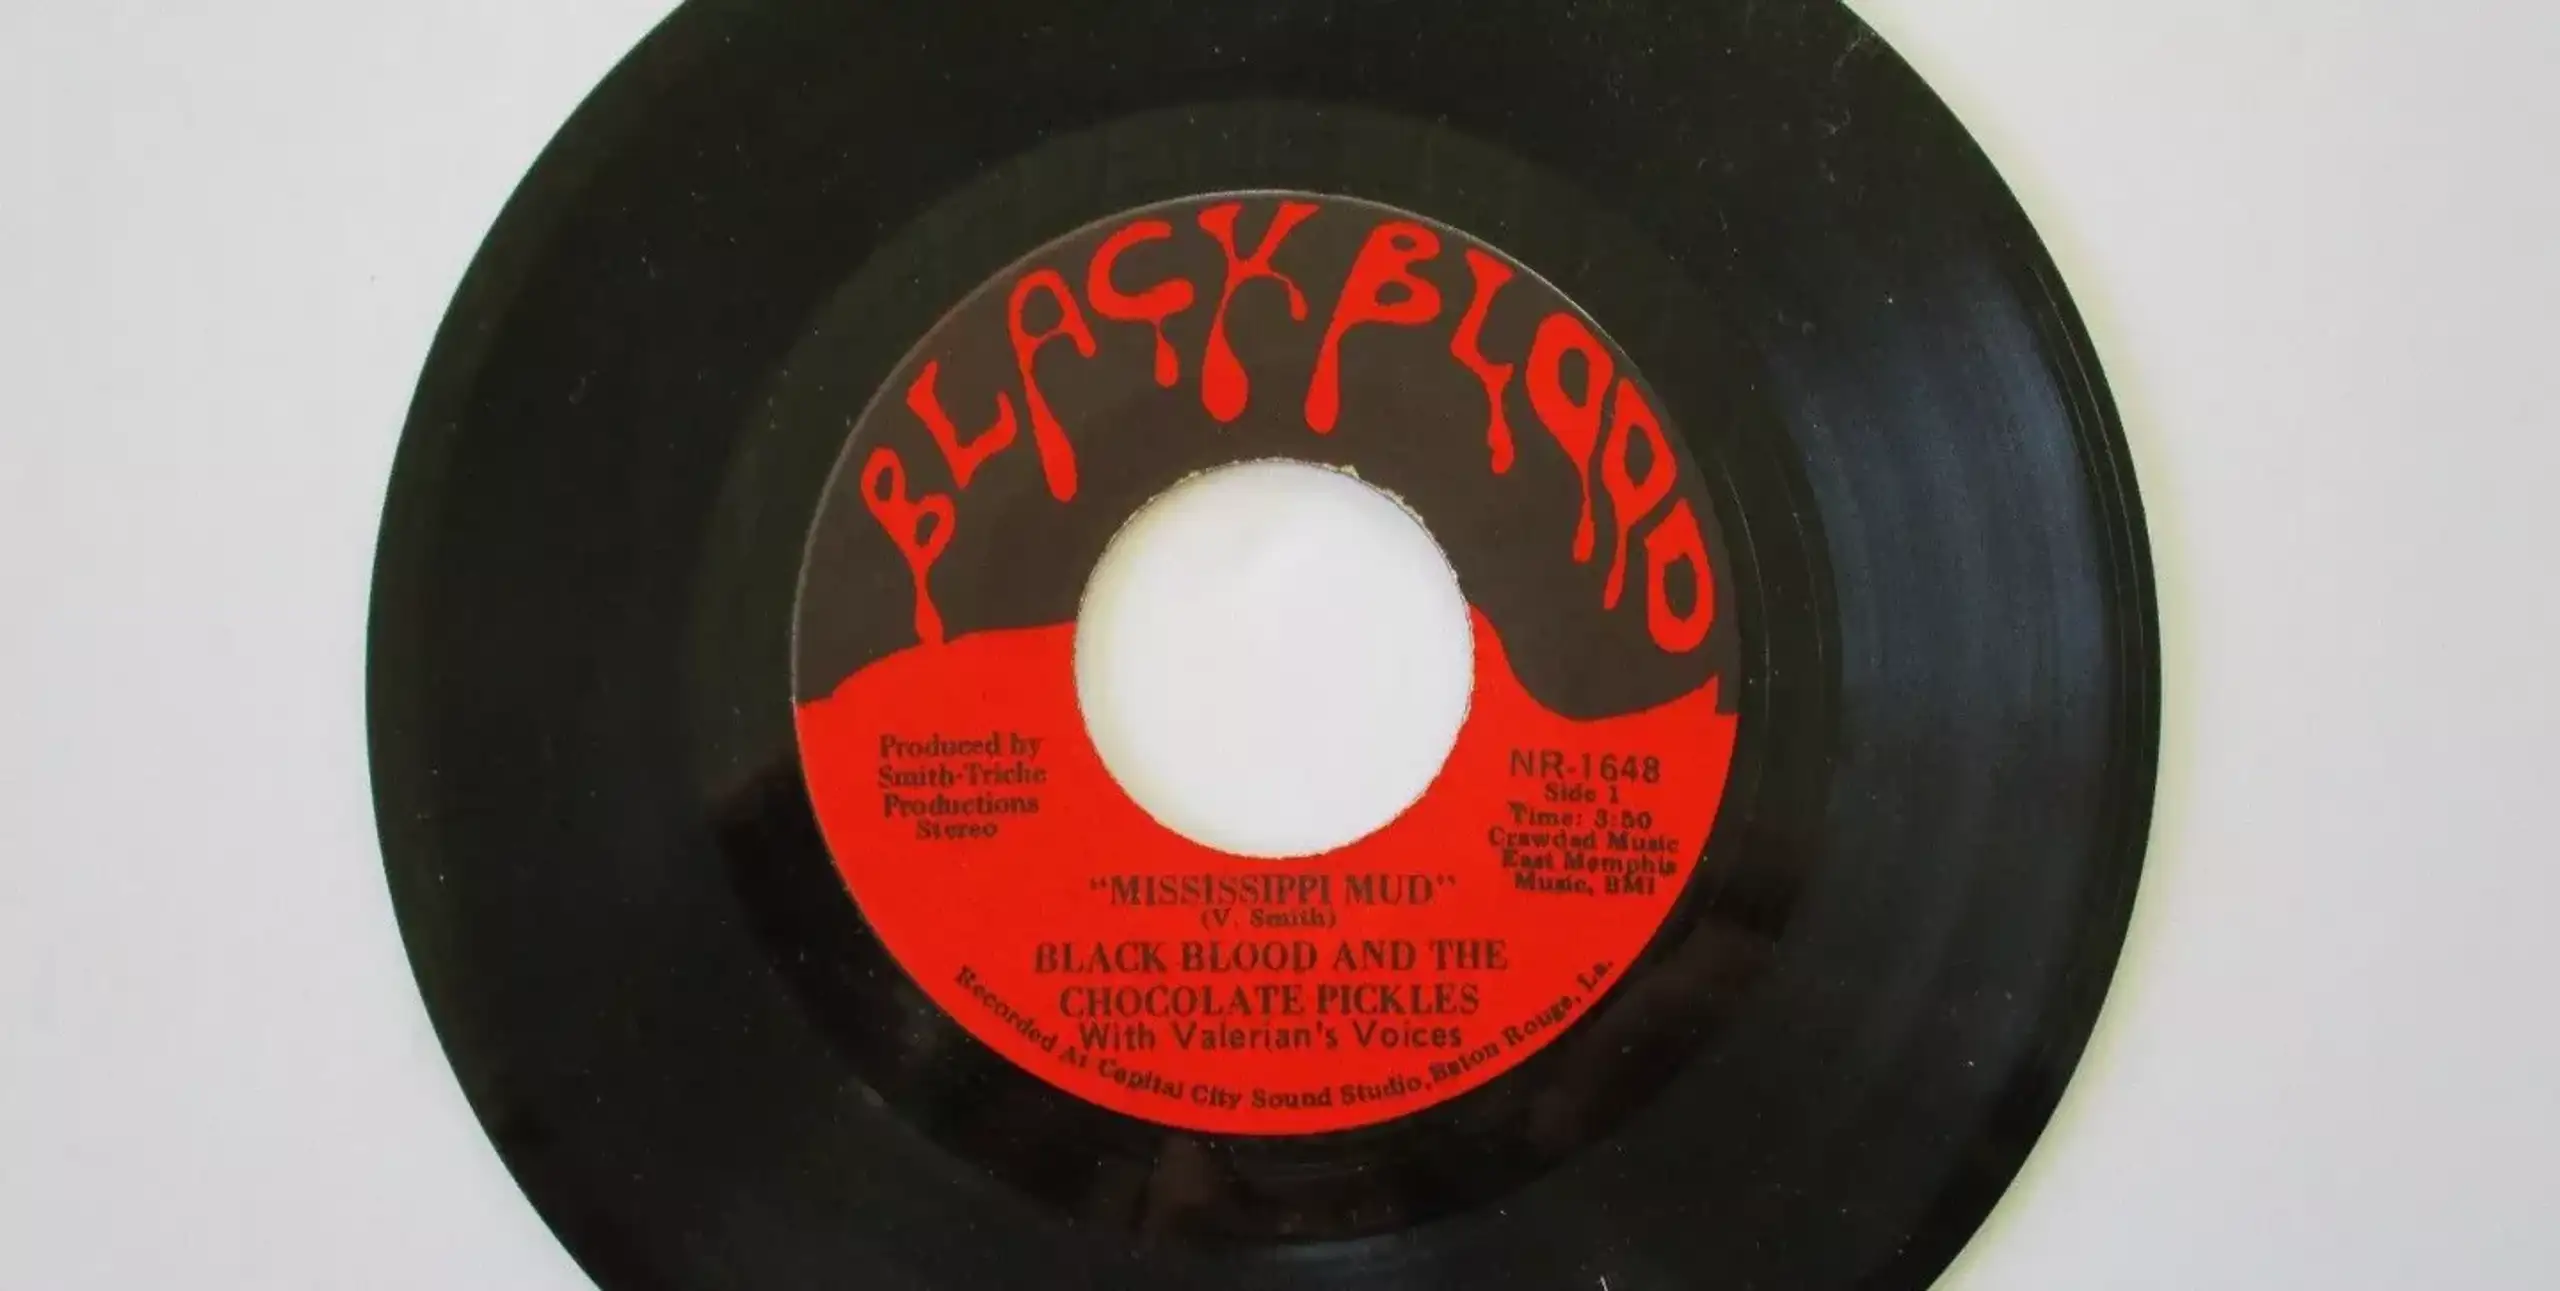 BLACK BLOOD
Produced by
Smith-Triche
Productions
Stereo
NR-1648
Side 1
Time: 3:50
Crawdad Music
East Memphis
Music, BMI
"MISSISSIPPI MUD"
(V. Smith)
BLACK BLOOD AND THE
CHOCOLATE PICKLES
With Valerian's Voices
Recorded At Capital City Sound Studio, Baton Rouge, La.